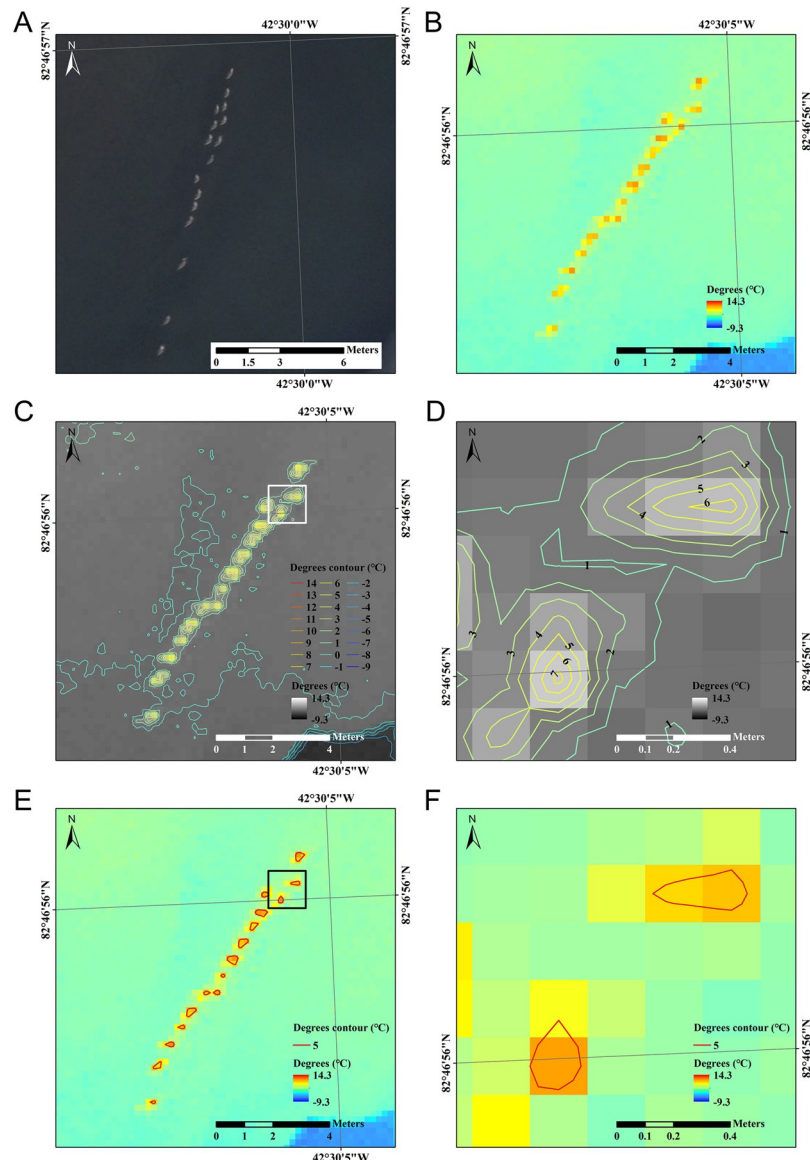 A
42°30'0"W
82°46'57"N
82°46'57"N
N
Meters
0 1.5 3 6
42°30'0"W
B
82°46'56"N
82°46'56"N
N
Degrees (°C)
14.3
-9.3
Meters
0 1 2 4
42°30'5"W
C
42°30'5"W
82°46'56"N
82°46'56"N
N
Degrees contour (°C)
14 6 -2
13 5 -3
12 4 -4
11 3 -5
10 2 -6
9 1 -7
8 0 -8
7 -1 -9
Degrees (°C)
14.3
-9.3
Meters
0 1 2 4
42°30'5"W
D
N
2
3
5
6
4
1
1
4
5
3
6
2
3
7
1
82°46'56"N
82°46'56"N
Degrees (°C)
14.3
-9.3
Meters
0 0.1 0.2 0.4
E
42°30'5"W
82°46'56"N
82°46'56"N
N
Degrees contour (°C)
5
Degrees (°C)
14.3
-9.3
Meters
0 1 2 4
42°30'5"W
F
N
82°46'56"N
82°46'56"N
Degrees contour (°C)
5
Degrees (°C)
14.3
-9.3
Meters
0 0.1 0.2 0.4